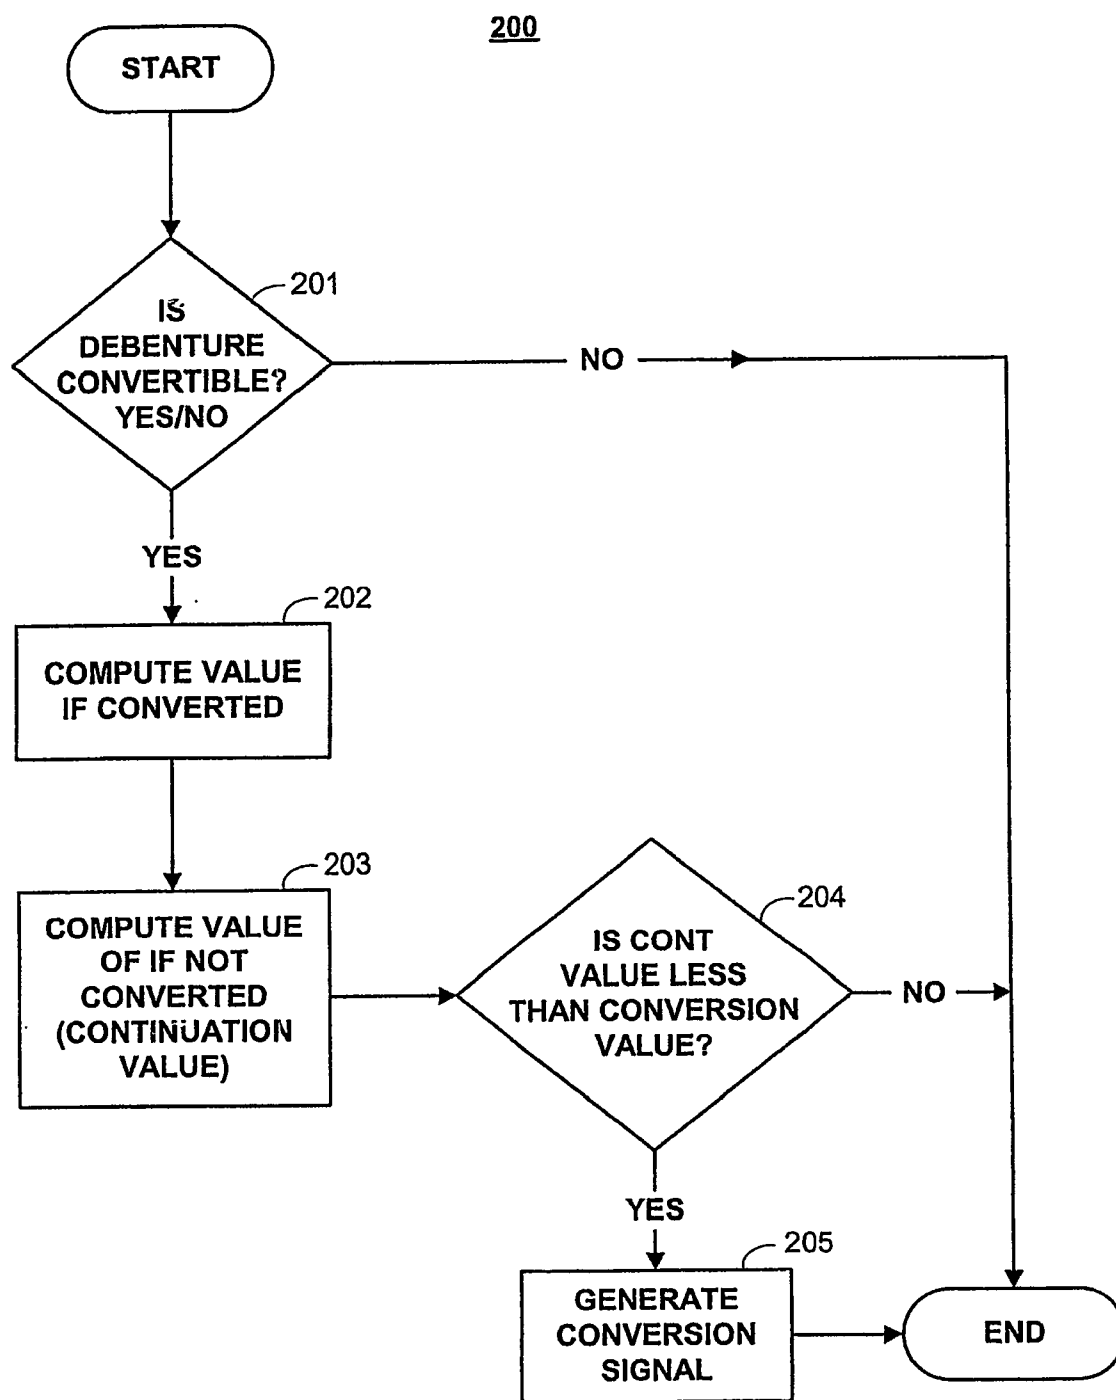 200
START
201
IS
DEBENTURE
CONVERTIBLE?
YES/NO
NO
YES
202
COMPUTE VALUE
IF CONVERTED
203
COMPUTE VALUE
OF IF NOT
CONVERTED
(CONTINUATION
VALUE)
204
IS CONT
VALUE LESS
THAN CONVERSION
VALUE?
NO
YES
205
GENERATE
CONVERSION
SIGNAL
END